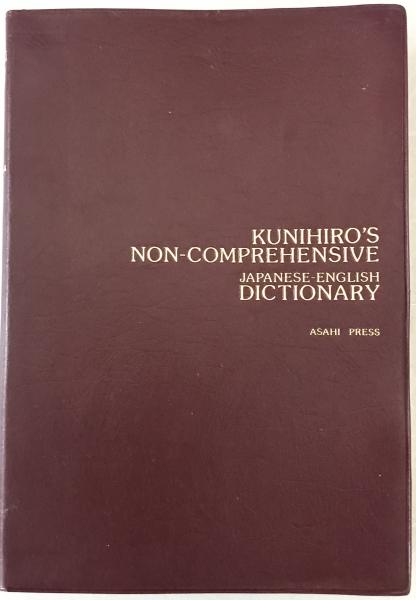 KUNIHIRO'S
NON-COMPREHENSIVE
JAPANESE-ENGLISH
DICTIONARY
ASAHI PRESS